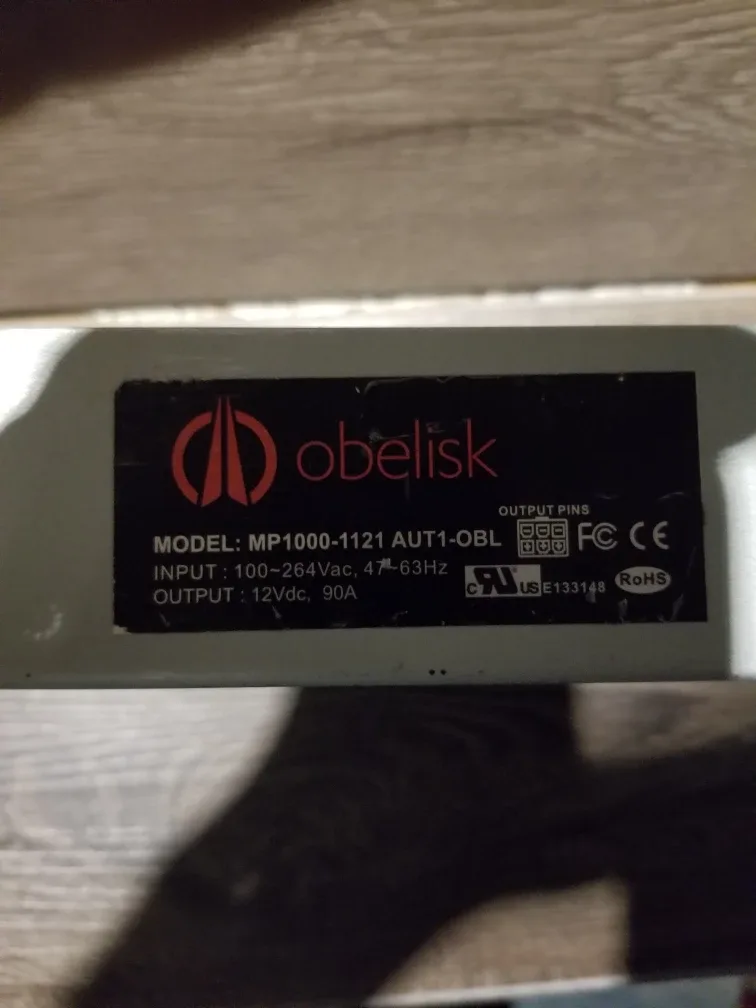 obelisk
OUTPUT PINS
MODEL: MP1000-1121 AUT1-OBL FC CE
INPUT : 100~264Vac, 47~63Hz
c RU US E133148 RoHS
OUTPUT : 12Vdc, 90A